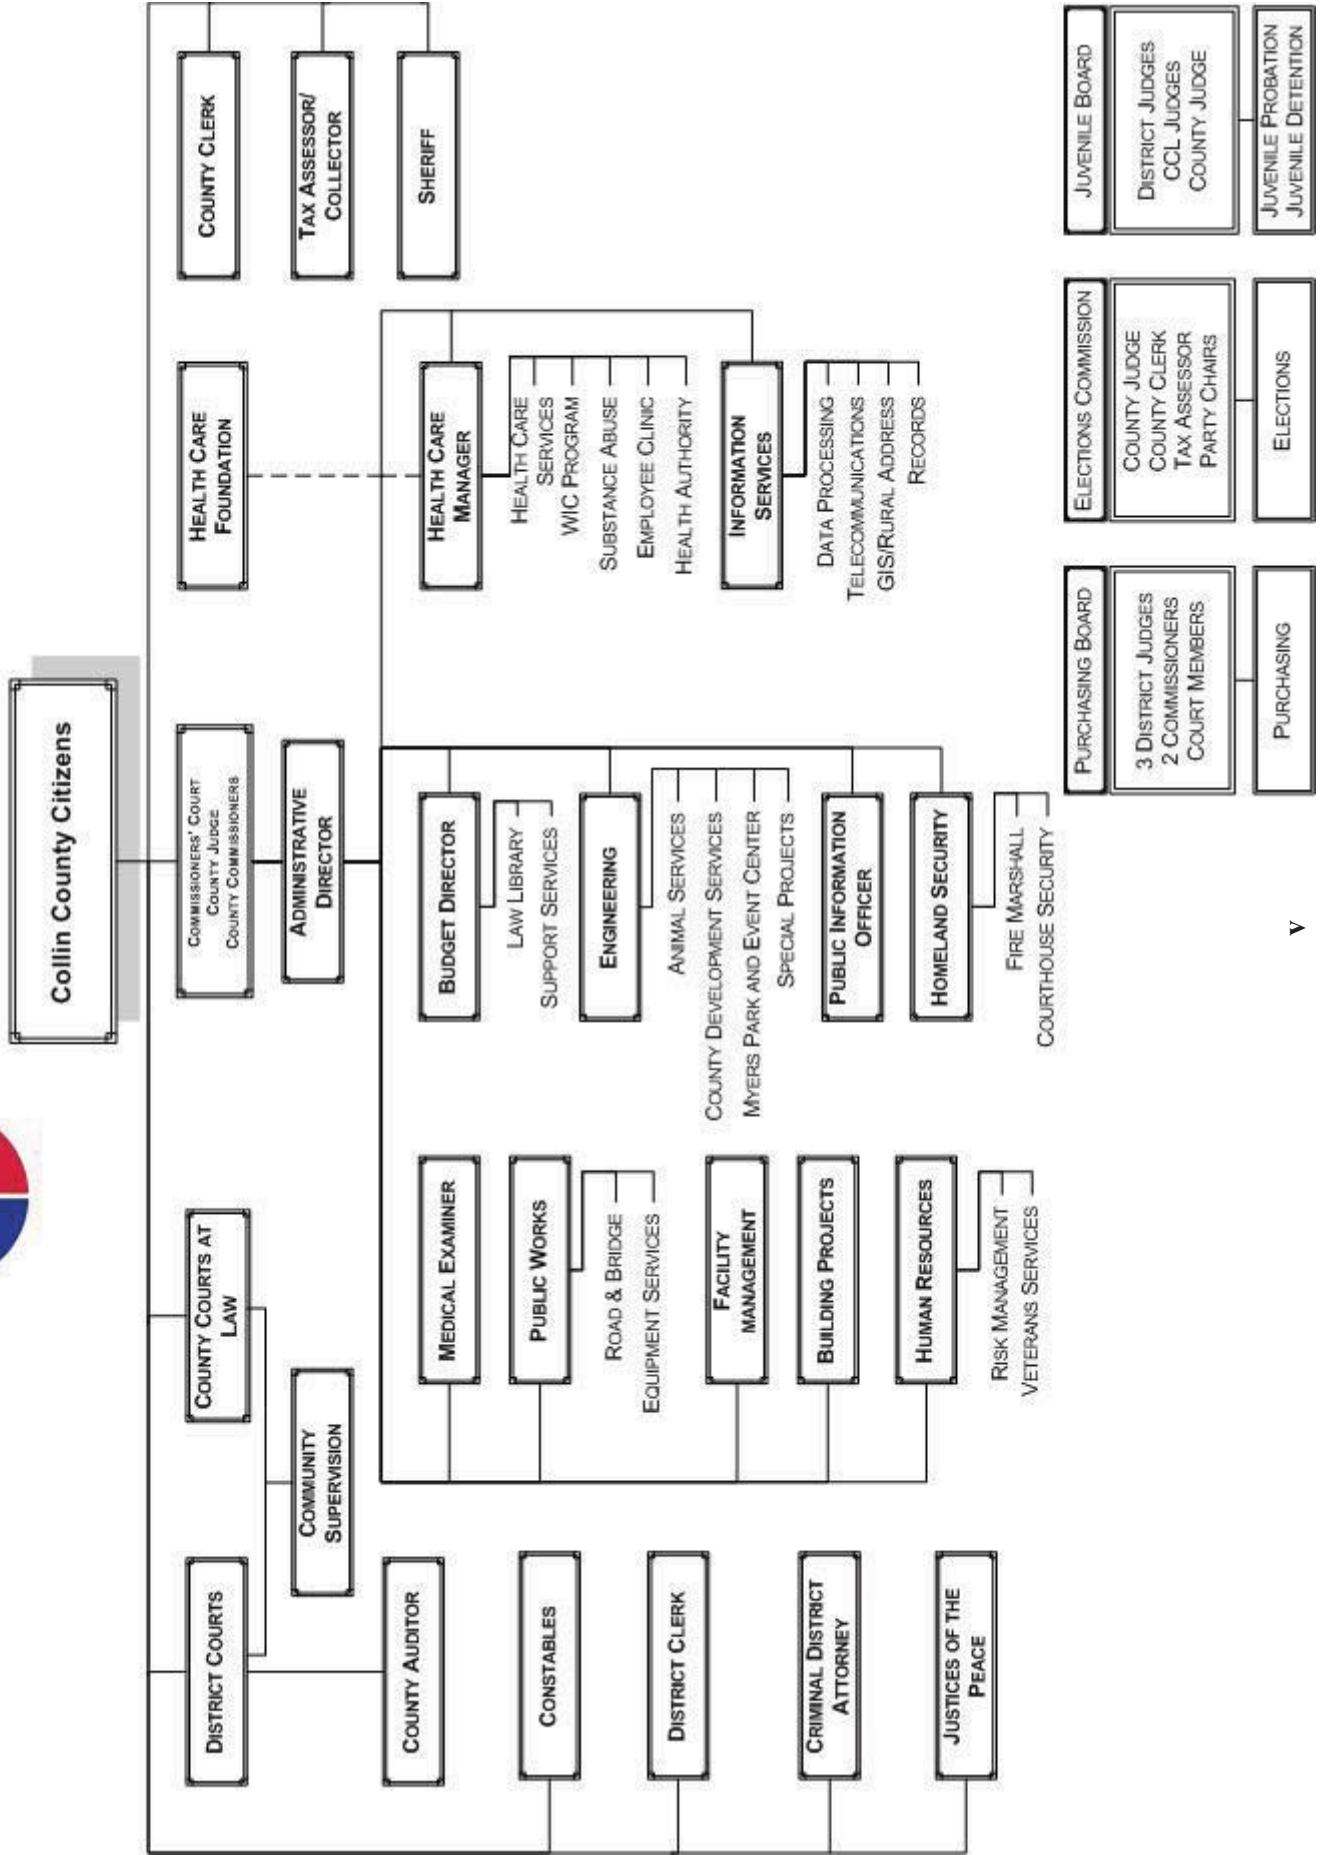 Collin County Citizens
DISTRICT COURTS
COUNTY COURTS AT
LAW
COMMISSIONERS' COURT
COUNTY JUDGE
COUNTY COMMISSIONERS
HEALTH CARE
FOUNDATION
COUNTY CLERK
COMMUNITY
SUPERVISION
ADMINISTRATIVE
DIRECTOR
TAX ASSESSOR/
COLLECTOR
COUNTY AUDITOR
SHERIFF
CONSTABLES
DISTRICT CLERK
CRIMINAL DISTRICT
ATTORNEY
JUSTICES OF THE
PEACE
MEDICAL EXAMINER
PUBLIC WORKS
ROAD & BRIDGE
EQUIPMENT SERVICES
FACILITY
MANAGEMENT
BUILDING PROJECTS
HUMAN RESOURCES
RISK MANAGEMENT
VETERANS SERVICES
BUDGET DIRECTOR
LAW LIBRARY
SUPPORT SERVICES
ENGINEERING
ANIMAL SERVICES
COUNTY DEVELOPMENT SERVICES
MYERS PARK AND EVENT CENTER
SPECIAL PROJECTS
PUBLIC INFORMATION
OFFICER
HOMELAND SECURITY
FIRE MARSHALL
COURTHOUSE SECURITY
HEALTH CARE
MANAGER
HEALTH CARE
SERVICES
WIC PROGRAM
SUBSTANCE ABUSE
EMPLOYEE CLINIC
HEALTH AUTHORITY
INFORMATION
SERVICES
DATA PROCESSING
TELECOMMUNICATIONS
GIS/RURAL ADDRESS
RECORDS
PURCHASING BOARD
3 DISTRICT JUDGES
2 COMMISSIONERS
COURT MEMBERS
PURCHASING
ELECTIONS COMMISSION
COUNTY JUDGE
COUNTY CLERK
TAX ASSESSOR
PARTY CHAIRS
ELECTIONS
JUVENILE BOARD
DISTRICT JUDGES
CCL JUDGES
COUNTY JUDGE
JUVENILE PROBATION
JUVENILE DETENTION
v